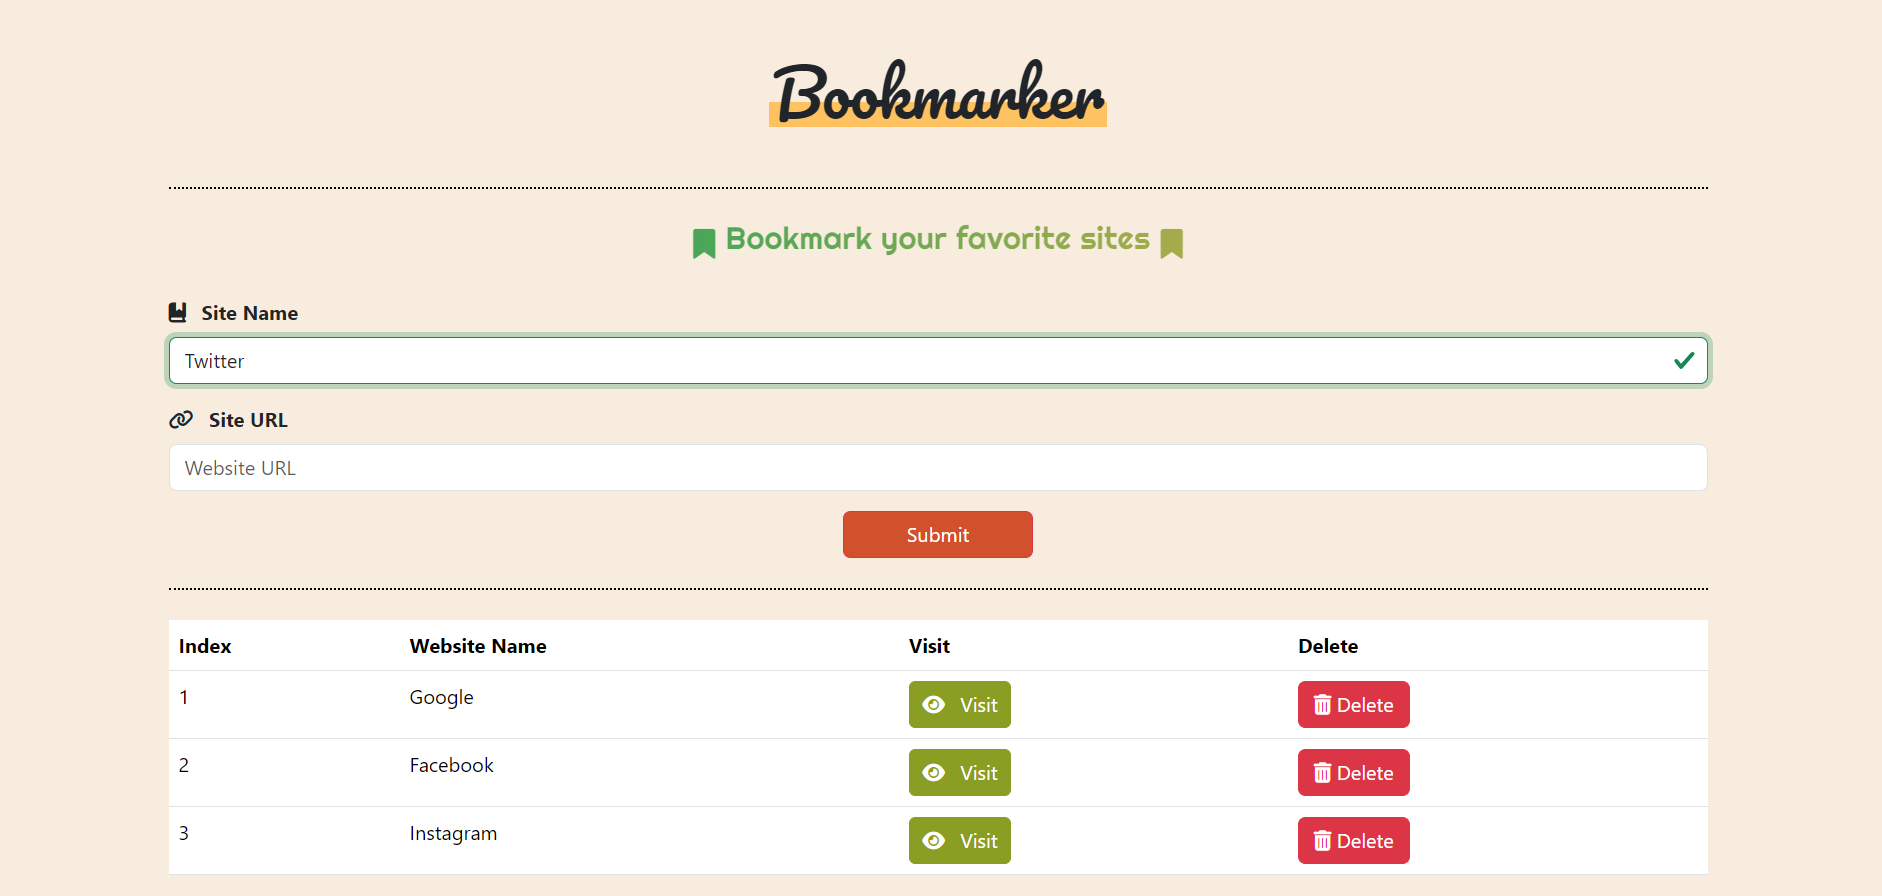 Bookmarker
Bookmark your favorite sites
Site Name
Twitter
Site URL
Website URL
Submit
Index Website Name Visit Delete
1 Google Visit Delete
2 Facebook Visit Delete
3 Instagram Visit Delete